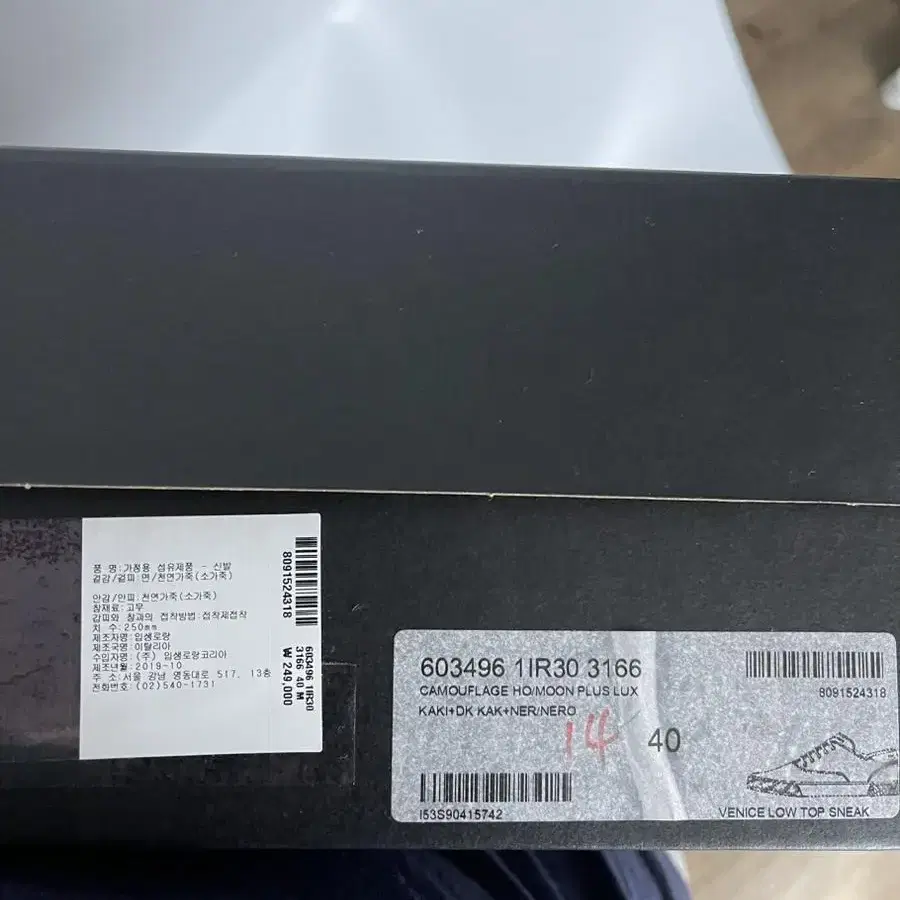 품 명:가정용 섬유제품 - 신발
겉감/겉피:면/천연가죽(소가죽)
안감/안피:천연가죽(소가죽)
창재료:고무
갑피와 창과의 접착방법:접착제접착
치 수:250mm
제조자명:입생로랑
제조국명:이탈리아
수입자명:(주) 입생로랑코리아
제조년월:2019-10
주 소:서울 강남 영동대로 517, 13층
전화번호:(02)540-1731
8091524318
603496 1IR30
3166 40 M
₩ 249,000
603496 1IR30 3166
CAMOUFLAGE HO/MOON PLUS LUX
KAKI+DK KAK+NER/NERO
8091524318
14
40
I53S90415742
VENICE LOW TOP SNEAK